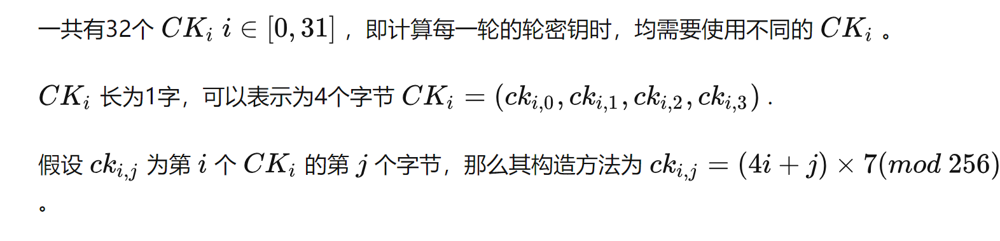 一共有32个 $CK_i$ $i \in [0, 31]$ ，即计算每一轮的轮密钥时，均需要使用不同的 $CK_i$ 。
$CK_i$ 长为1字，可以表示为4个字节 $CK_i = (ck_{i,0}, ck_{i,1}, ck_{i,2}, ck_{i,3})$ .
假设 $ck_{i,j}$ 为第 $i$ 个 $CK_i$ 的第 $j$ 个字节，那么其构造方法为 $ck_{i,j} = (4i + j) \times 7(mod\ 256)$
。